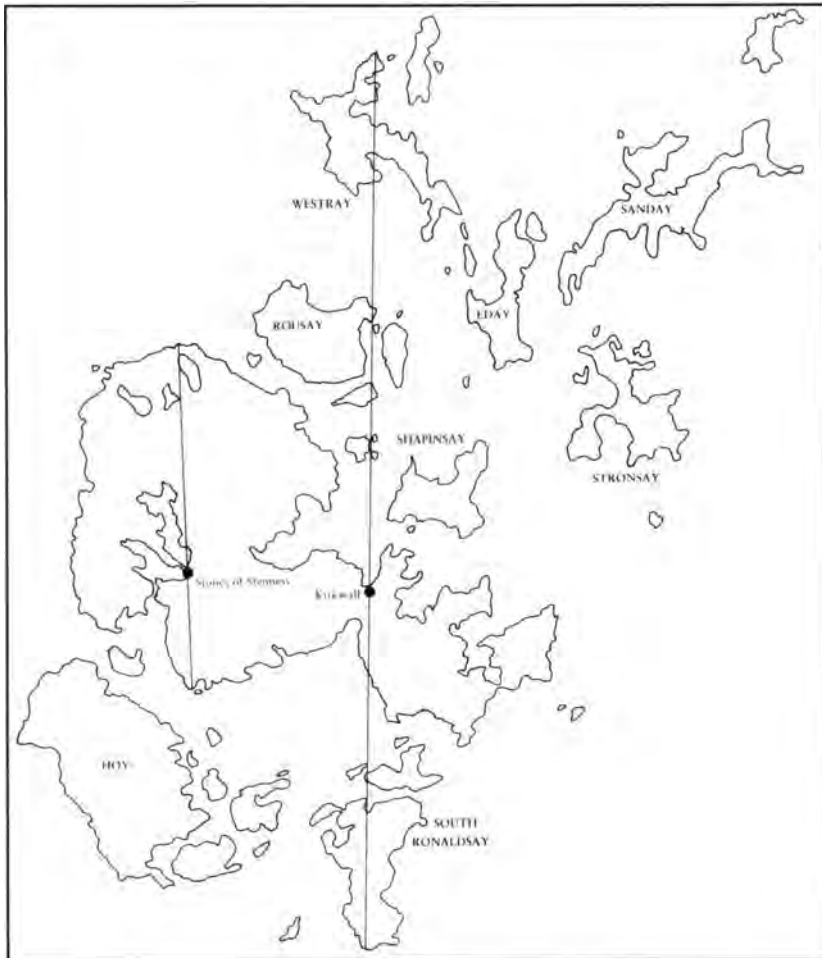 WESTRAY
SANDAY
ROUSAY
EDAY
SHAPINSAY
STRONSAY
Stones of Stenness
Kirkwall
HOY
SOUTH
RONALDSAY